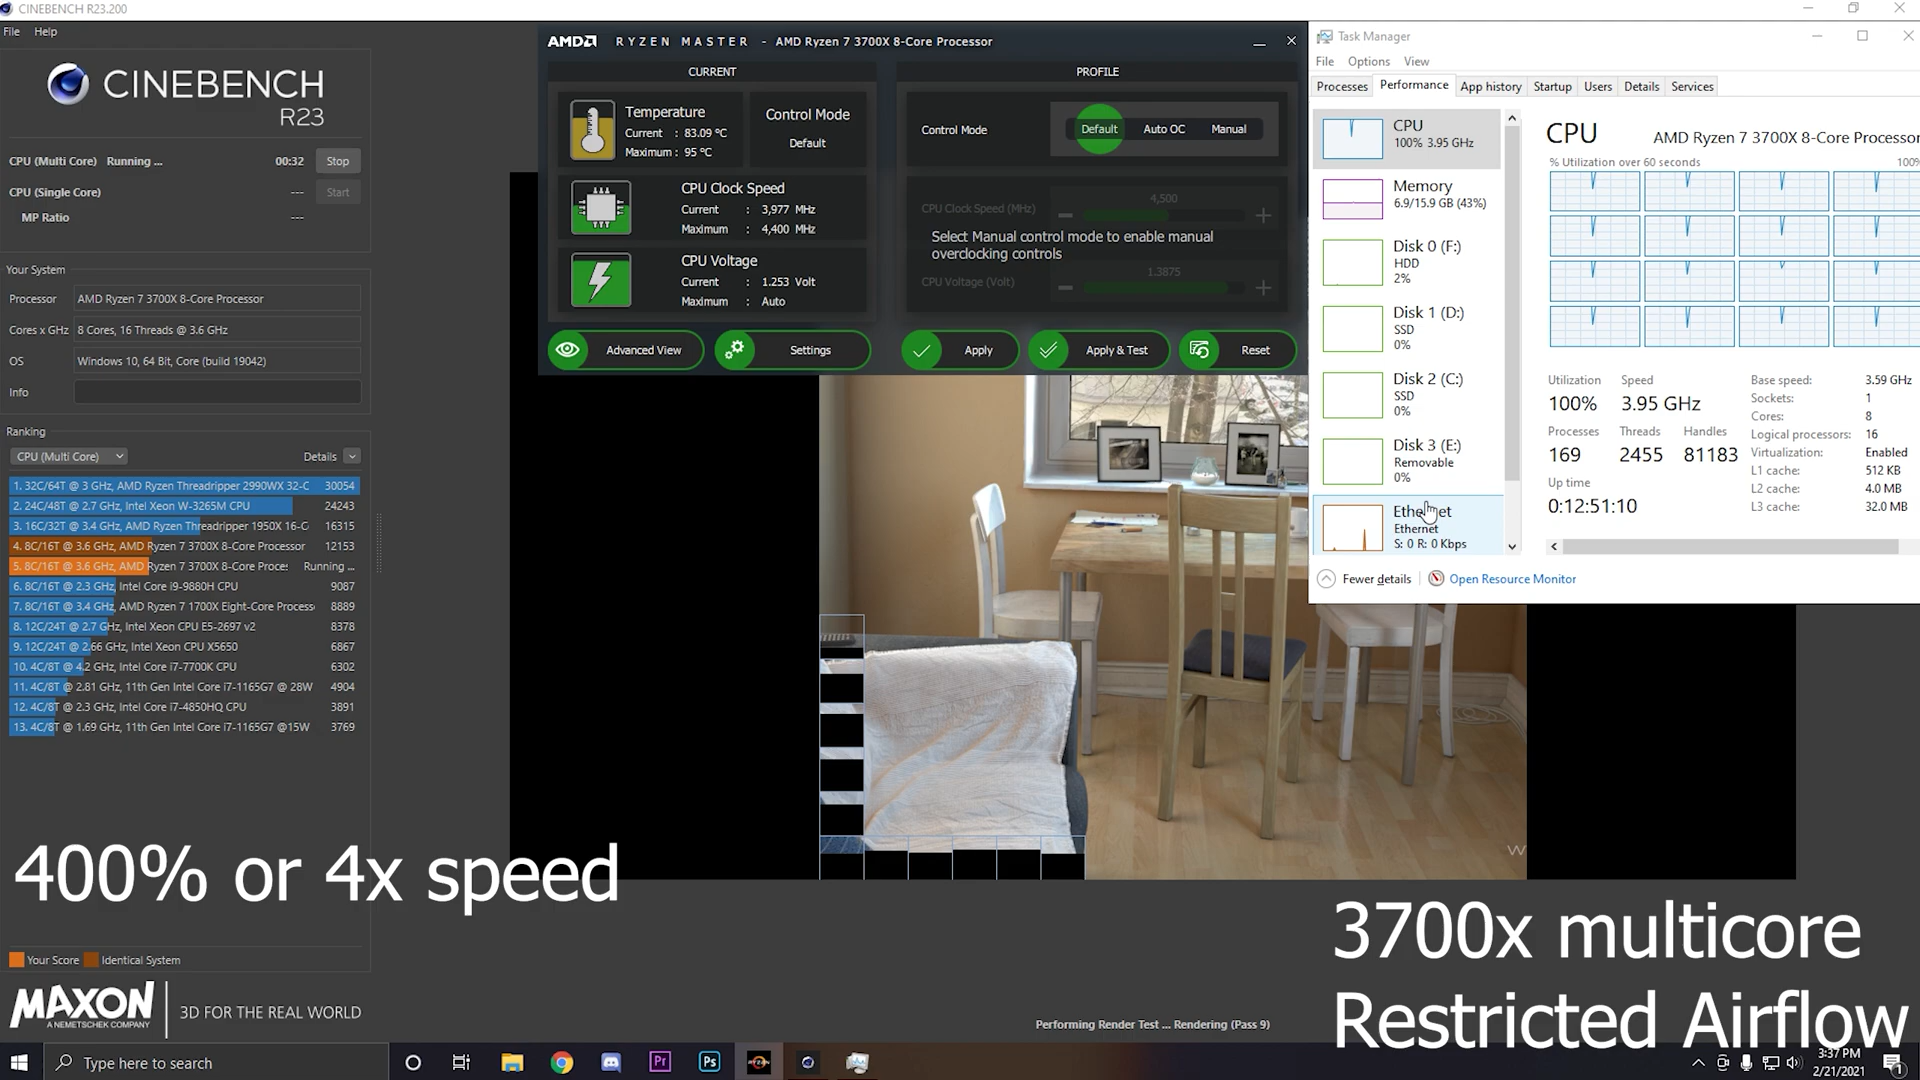 CINEBENCH R23.200
File Help
CINEBENCH
R23
CPU (Multi Core) Running ... 00:32 Stop
CPU (Single Core) --- Start
MP Ratio ---
Your System
Processor AMD Ryzen 7 3700X 8-Core Processor
Cores x GHz 8 Cores, 16 Threads @ 3.6 GHz
OS Windows 10, 64 Bit, Core (build 19042)
Info
Ranking
CPU (Multi Core) Details
1. 32C/64T @ 3 GHz, AMD Ryzen Threadripper 2990WX 32-C 30054
2. 24C/48T @ 2.7 GHz, Intel Xeon W-3265M CPU 24243
3. 16C/32T @ 3.4 GHz, AMD Ryzen Threadripper 1950X 16-C 16315
4. 8C/16T @ 3.6 GHz, AMD Ryzen 7 3700X 8-Core Processor 12153
5. 8C/16T @ 3.6 GHz, AMD Ryzen 7 3700X 8-Core Proce: Running ...
6. 8C/16T @ 2.3 GHz, Intel Core i9-9880H CPU 9087
7. 8C/16T @ 3.4 GHz, AMD Ryzen 7 1700X Eight-Core Process 8889
8. 12C/24T @ 2.7 GHz, Intel Xeon CPU E5-2697 v2 8378
9. 12C/24T @ 2.66 GHz, Intel Xeon CPU X5650 6867
10. 4C/8T @ 4.2 GHz, Intel Core i7-7700K CPU 6302
11. 4C/8T @ 2.81 GHz, 11th Gen Intel Core i7-1165G7 @ 28W 4904
12. 4C/8T @ 2.3 GHz, Intel Core i7-4850HQ CPU 3891
13. 4C/8T @ 1.69 GHz, 11th Gen Intel Core i7-1165G7 @15W 3769
400% or 4x speed
Your Score Identical System
MAXON
A NEMETSCHEK COMPANY
3D FOR THE REAL WORLD
AMD RYZEN MASTER - AMD Ryzen 7 3700X 8-Core Processor
CURRENT
Temperature
Current : 83.09 °C
Maximum : 95 °C
Control Mode
Default
CPU Clock Speed
Current : 3,977 MHz
Maximum : 4,400 MHz
CPU Voltage
Current : 1.253 Volt
Maximum : Auto
Advanced View Settings
PROFILE
Control Mode Default Auto OC Manual
4,500
CPU Clock Speed (MHz)
Select Manual control mode to enable manual
overclocking controls
1.3875
CPU Voltage (Volt)
Apply Apply & Test Reset
Task Manager
File Options View
Processes Performance App history Startup Users Details Services
CPU
100% 3.95 GHz
Memory
6.9/15.9 GB (43%)
Disk 0 (F:)
HDD
2%
Disk 1 (D:)
SSD
0%
Disk 2 (C:)
SSD
0%
Disk 3 (E:)
Removable
0%
Ethernet
Ethernet
S: 0 R: 0 Kbps
CPU AMD Ryzen 7 3700X 8-Core Processor
% Utilization over 60 seconds 100%
Utilization Speed
100% 3.95 GHz
Processes Threads Handles
169 2455 81183
Up time
0:12:51:10
Base speed: 3.59 GHz
Sockets: 1
Cores: 8
Logical processors: 16
Virtualization: Enabled
L1 cache: 512 KB
L2 cache: 4.0 MB
L3 cache: 32.0 MB
Fewer details Open Resource Monitor
3700x multicore
Restricted Airflow
Performing Render Test ... Rendering (Pass 9)
Type here to search
Pr
Ps
RYZEN
3:37 PM
2/21/2021
1